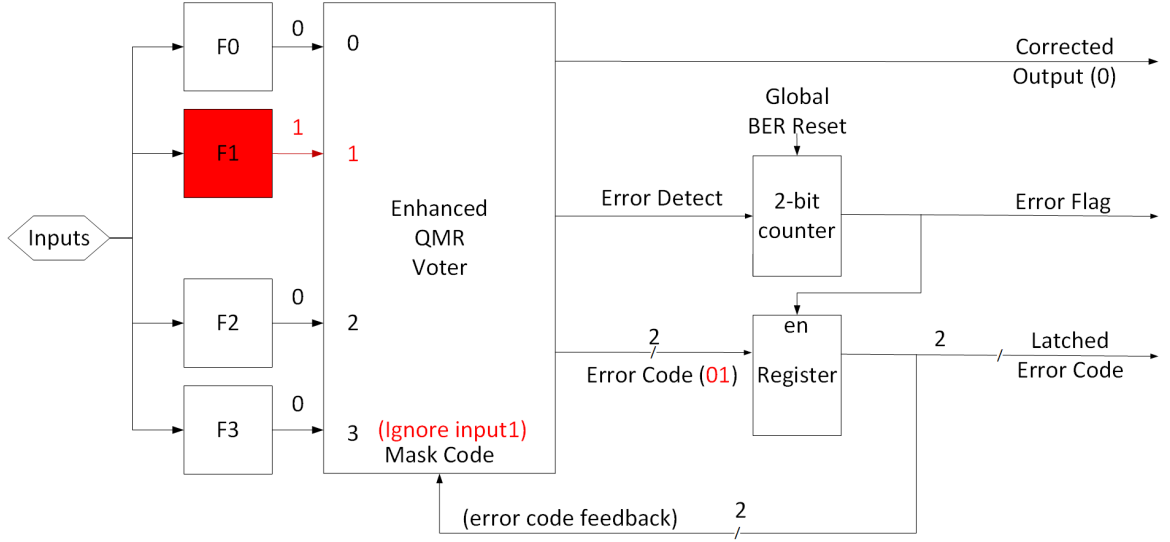 F0
0
0
Corrected
Output (0)
Global
BER Reset
F1
1
1
Enhanced
QMR
Voter
Error Detect
2-bit
counter
Error Flag
Inputs
F2
0
2
2
Error Code (01)
en
Register
2
Latched
Error Code
F3
0
3
(Ignore input1)
Mask Code
(error code feedback)
2